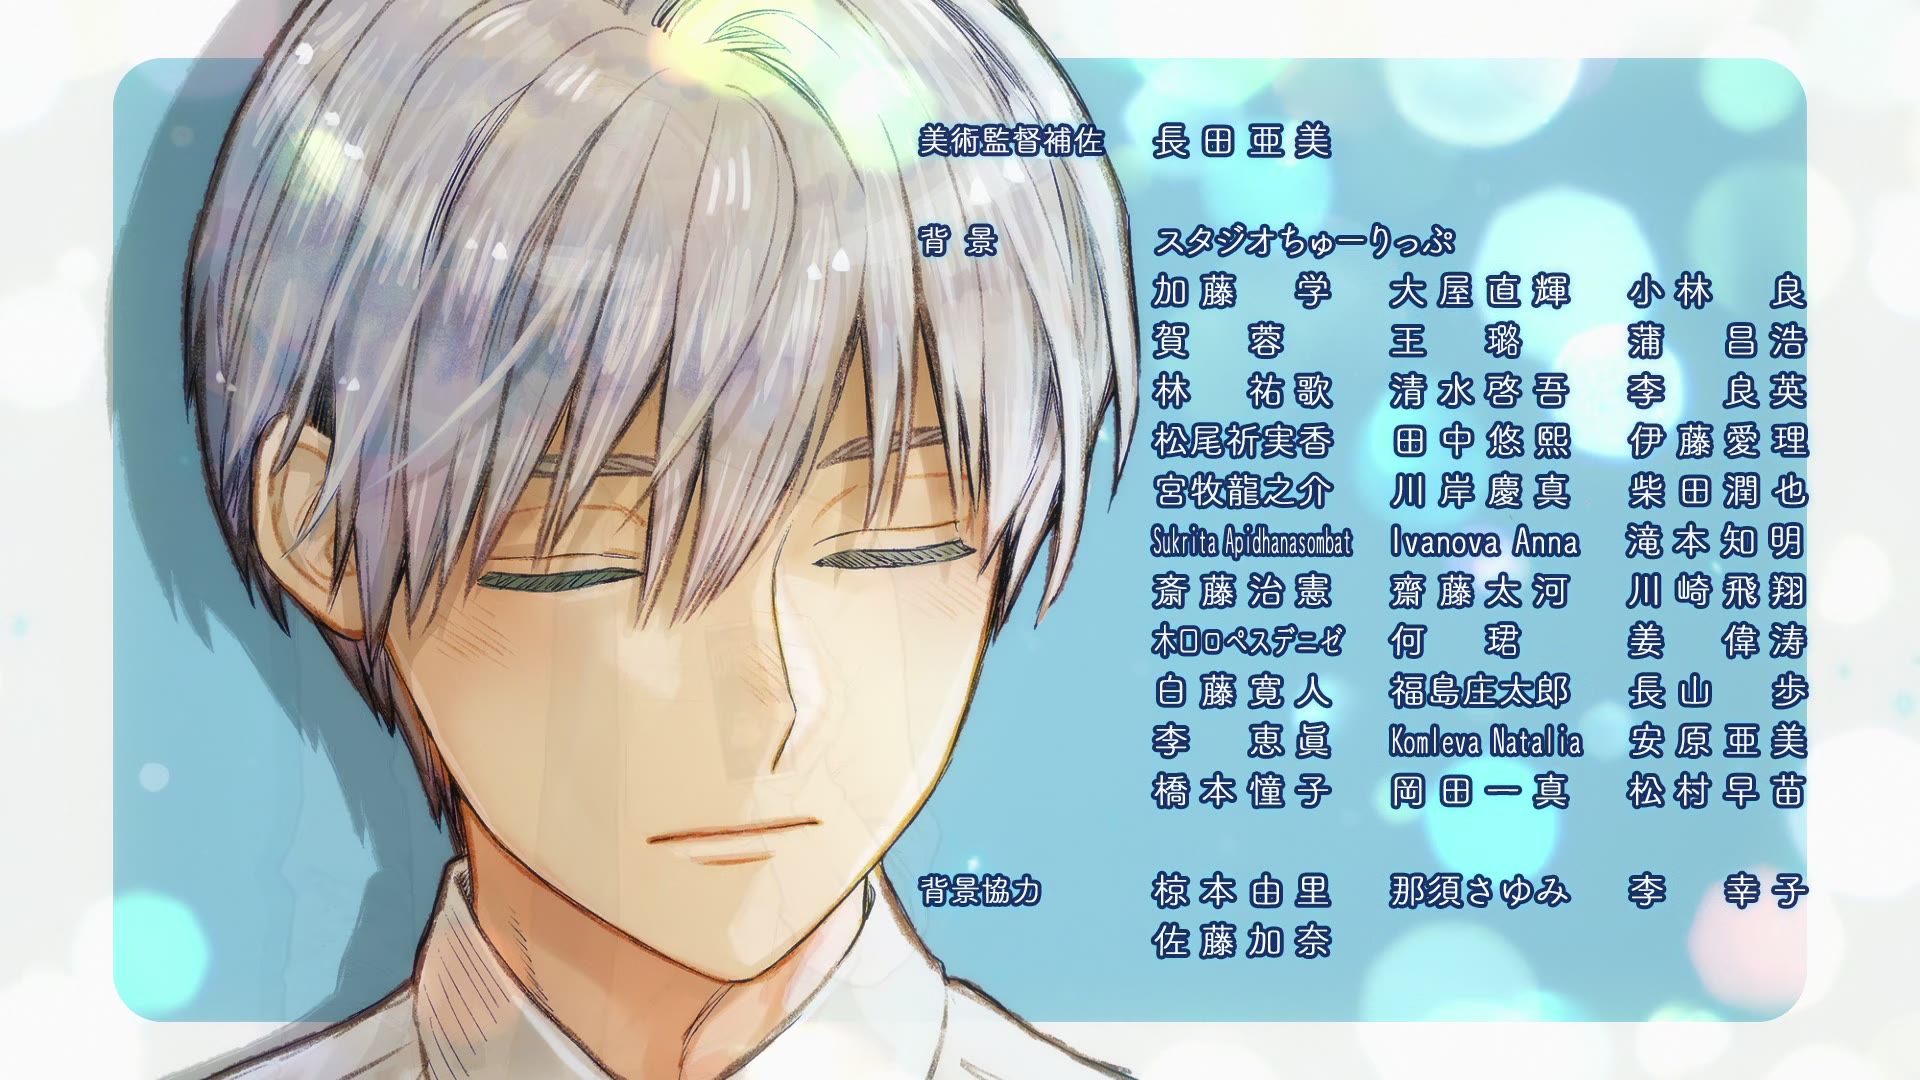 美術監督補佐 長田亜美
背景 スタジオちゅーりっぷ
加藤 学 大屋直輝 小林 良
賀 蓉 王 璐 蒲 昌浩
林 祐歌 清水啓吾 李 良英
松尾祈実香 田中悠熙 伊藤愛理
宮牧龍之介 川岸慶真 柴田潤也
Sukrita Apidhanasombat Ivanova Anna 滝本知明
斎藤治憲 齋藤太河 川崎飛翔
木口ロペスデニゼ 何 珺 姜 偉涛
白藤寛人 福島庄太郎 長山 歩
李 恵眞 Komleva Natalia 安原亜美
橋本憧子 岡田一真 松村早苗
背景協力 椋本由里 那須さゆみ 李 幸子
佐藤加奈